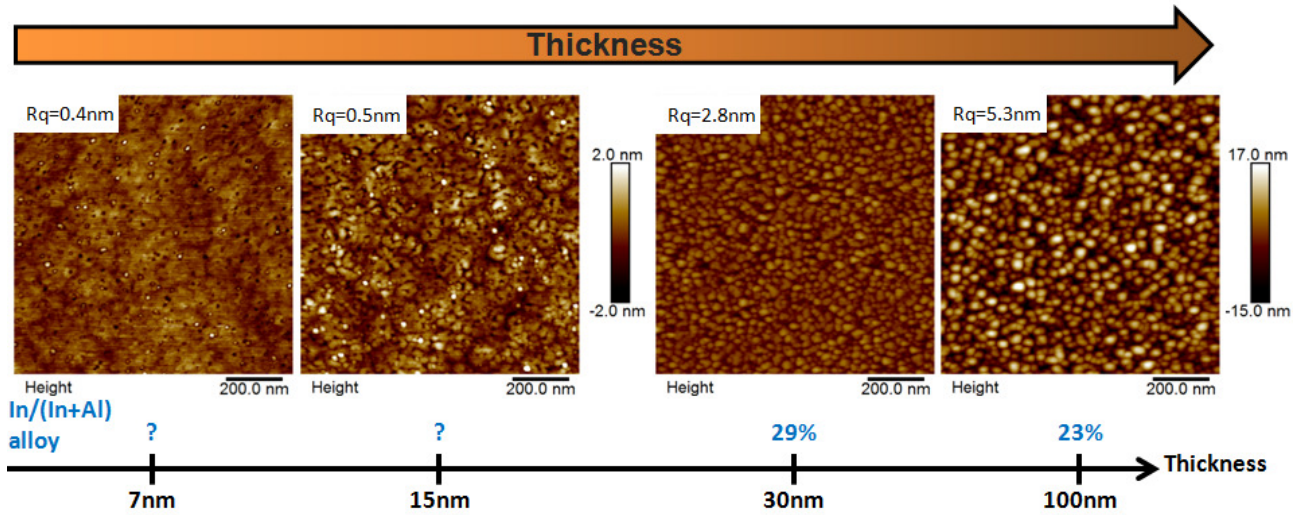 Thickness
Rq=0.4nm
Rq=0.5nm
Rq=2.8nm
Rq=5.3nm
2.0 nm
-2.0 nm
17.0 nm
-15.0 nm
Height
200.0 nm
Height
200.0 nm
Height
200.0 nm
Height
200.0 nm
In/(In+Al)
alloy
?
?
29%
23%
Thickness
7nm
15nm
30nm
100nm